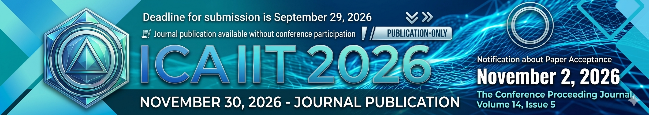 Deadline for submission is September 29, 2026
Journal publication available without conference participation
PUBLICATION-ONLY
ICAIIT 2026
NOVEMBER 30, 2026 - JOURNAL PUBLICATION
Notification about Paper Acceptance
November 2, 2026
The Conference Proceeding Journal,
Volume 14, Issue 5